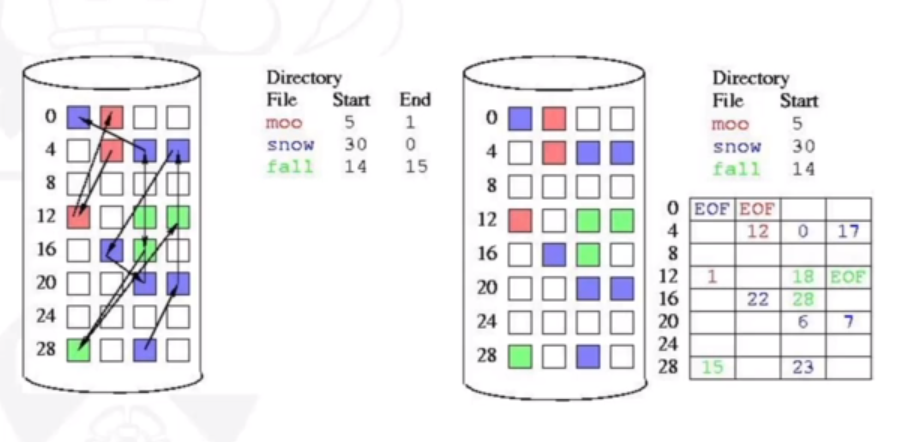 Directory
File Start End
moo 5 1
snow 30 0
fall 14 15
0
4
8
12
16
20
24
28
Directory
File Start
moo 5
snow 30
fall 14
0
4
8
12
16
20
24
28
0 EOF EOF
4 12 0 17
8
12 1 18 EOF
16 22 28
20 6 7
24
28 15 23